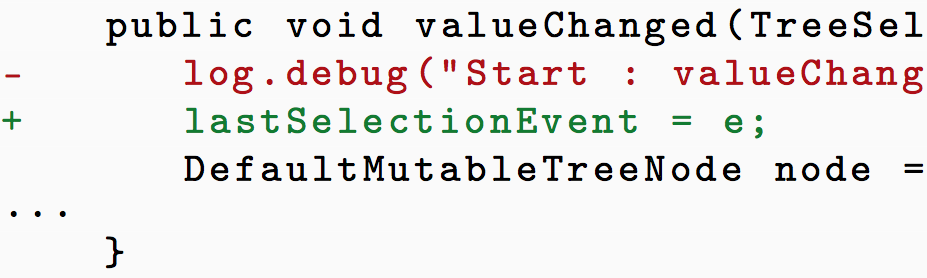 public void valueChanged(TreeSel
- log.debug("Start : valueChang
+ lastSelectionEvent = e;
DefaultMutableTreeNode node =
...
}